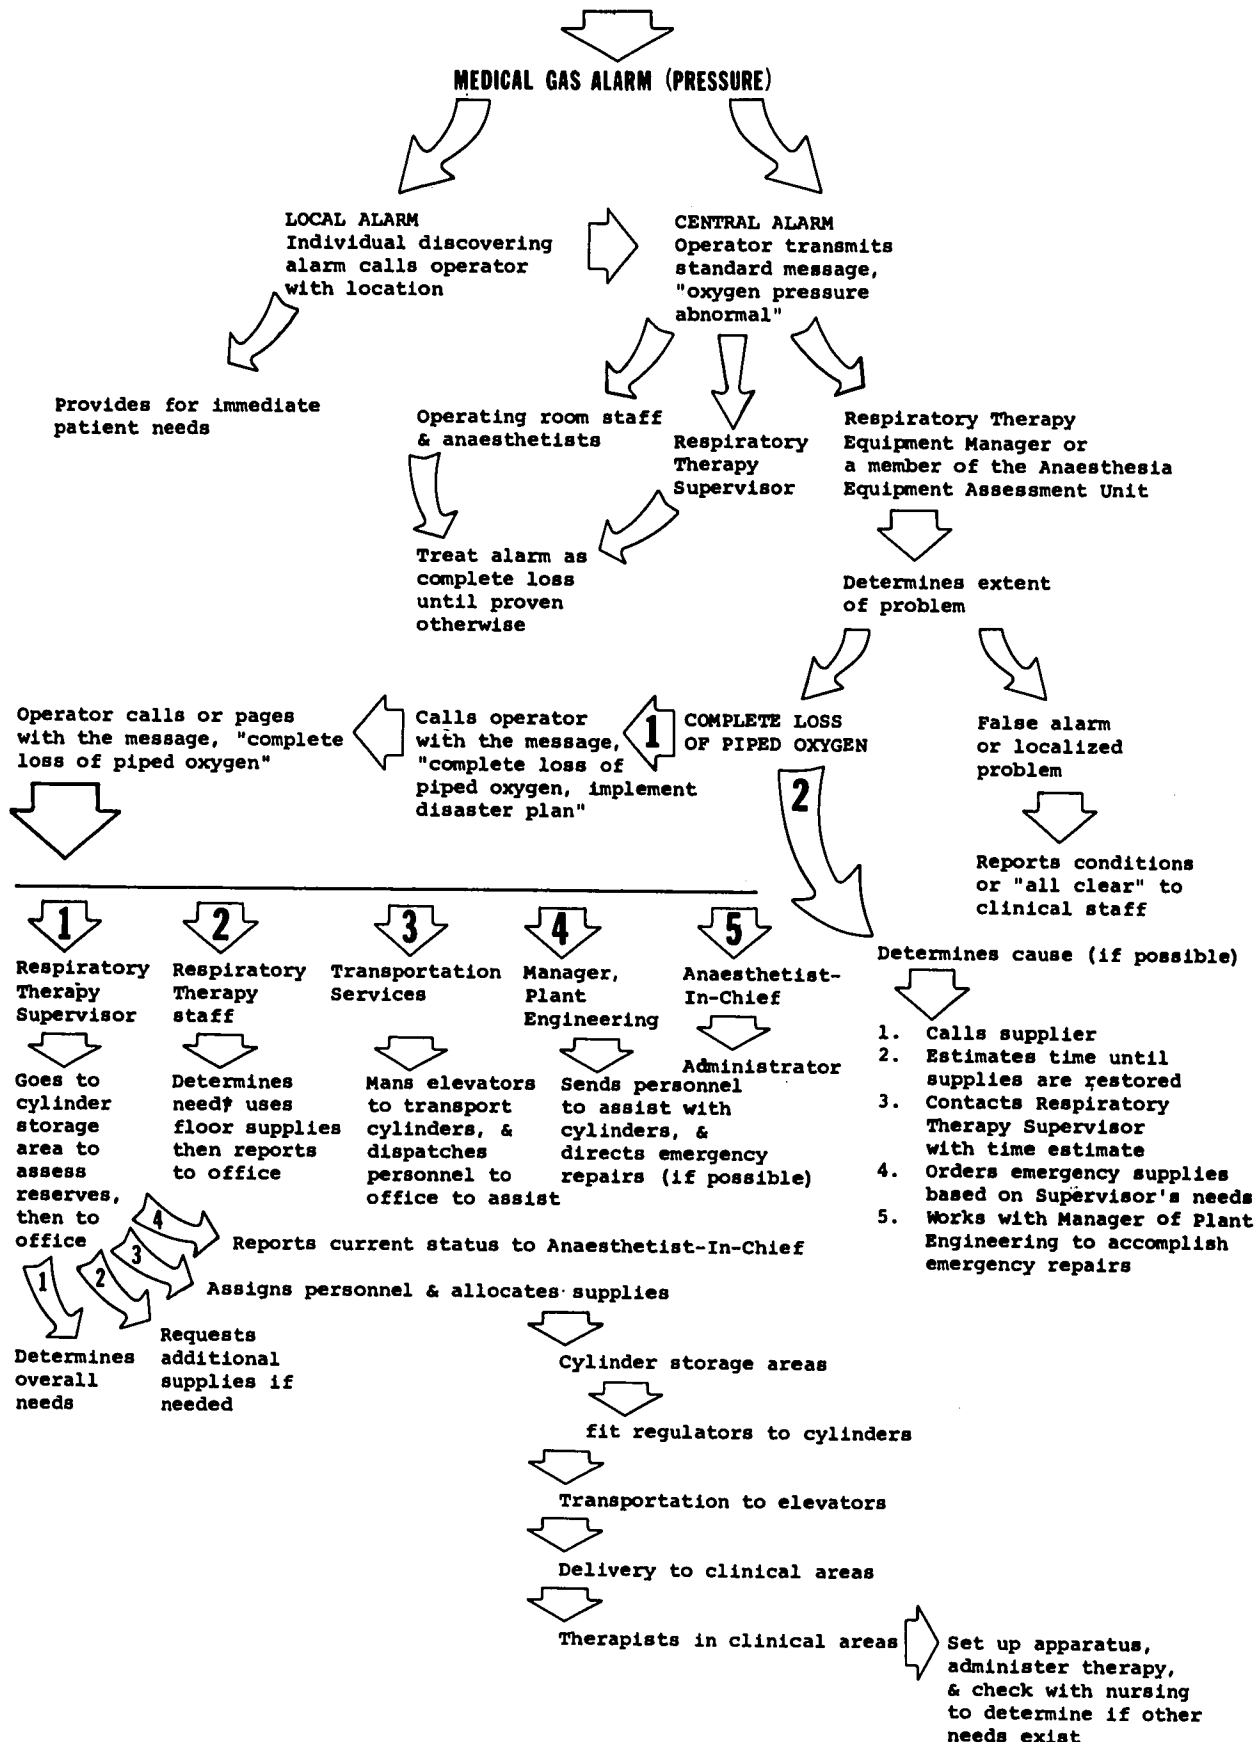 MEDICAL GAS ALARM (PRESSURE)
LOCAL ALARM
Individual discovering
alarm calls operator
with location
CENTRAL ALARM
Operator transmits
standard message,
"oxygen pressure
abnormal"
Provides for immediate
patient needs
Operating room staff
& anaesthetists
Respiratory
Therapy
Supervisor
Respiratory Therapy
Equipment Manager or
a member of the Anaesthesia
Equipment Assessment Unit
Treat alarm as
complete loss
until proven
otherwise
Determines extent
of problem
Operator calls or pages
with the message, "complete
loss of piped oxygen"
Calls operator
with the message,
"complete loss of
piped oxygen, implement
disaster plan"
1
COMPLETE LOSS
OF PIPED OXYGEN
False alarm
or localized
problem
2
Reports conditions
or "all clear" to
clinical staff
1
Respiratory
Therapy
Supervisor
2
Respiratory
Therapy
staff
3
Transportation
Services
4
Manager,
Plant
Engineering
5
Anaesthetist-
In-Chief
Determines cause (if possible)
Administrator
1. Calls supplier
2. Estimates time until
supplies are restored
3. Contacts Respiratory
Therapy Supervisor
with time estimate
4. Orders emergency supplies
based on Supervisor's needs
5. Works with Manager of Plant
Engineering to accomplish
emergency repairs
Goes to
cylinder
storage
area to
assess
reserves,
then to
office
Determines
need, uses
floor supplies
then reports
to office
Mans elevators
to transport
cylinders, &
dispatches
personnel to
office to assist
Sends personnel
to assist with
cylinders, &
directs emergency
repairs (if possible)
4
Reports current status to Anaesthetist-In-Chief
3
Assigns personnel & allocates supplies
2
Requests
additional
supplies if
needed
1
Determines
overall
needs
Cylinder storage areas
fit regulators to cylinders
Transportation to elevators
Delivery to clinical areas
Therapists in clinical areas
Set up apparatus,
administer therapy,
& check with nursing
to determine if other
needs exist